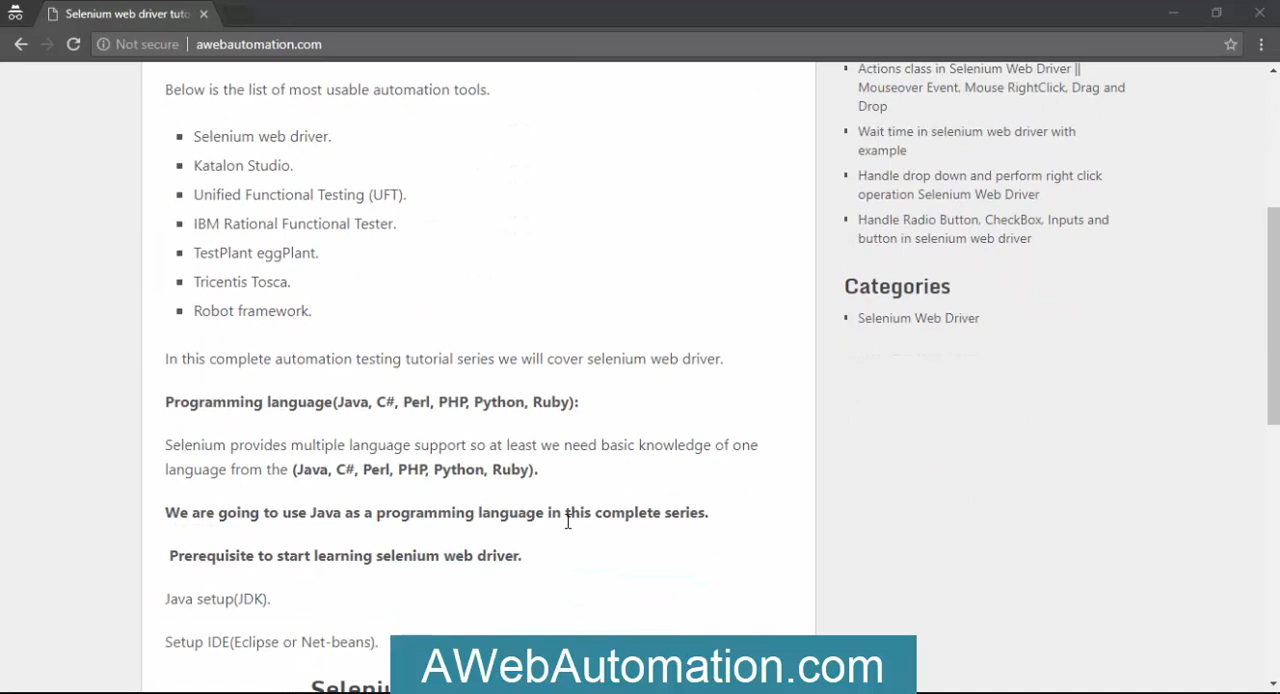 Selenium web driver tuto
Not secure
awebautomation.com
Below is the list of most usable automation tools.
Selenium web driver.
Katalon Studio.
Unified Functional Testing (UFT).
IBM Rational Functional Tester.
TestPlant eggPlant.
Tricentis Tosca.
Robot framework.
In this complete automation testing tutorial series we will cover selenium web driver.
Programming language(Java, C#, Perl, PHP, Python, Ruby):
Selenium provides multiple language support so at least we need basic knowledge of one
language from the (Java, C#, Perl, PHP, Python, Ruby).
We are going to use Java as a programming language in this complete series.
Prerequisite to start learning selenium web driver.
Java setup(JDK).
Setup IDE(Eclipse or Net-beans).
Actions class in Selenium Web Driver ||
Mouseover Event, Mouse RightClick, Drag and
Drop
Wait time in selenium web driver with
example
Handle drop down and perform right click
operation Selenium Web Driver
Handle Radio Button, CheckBox, Inputs and
button in selenium web driver
Categories
Selenium Web Driver
AWebAutomation.com